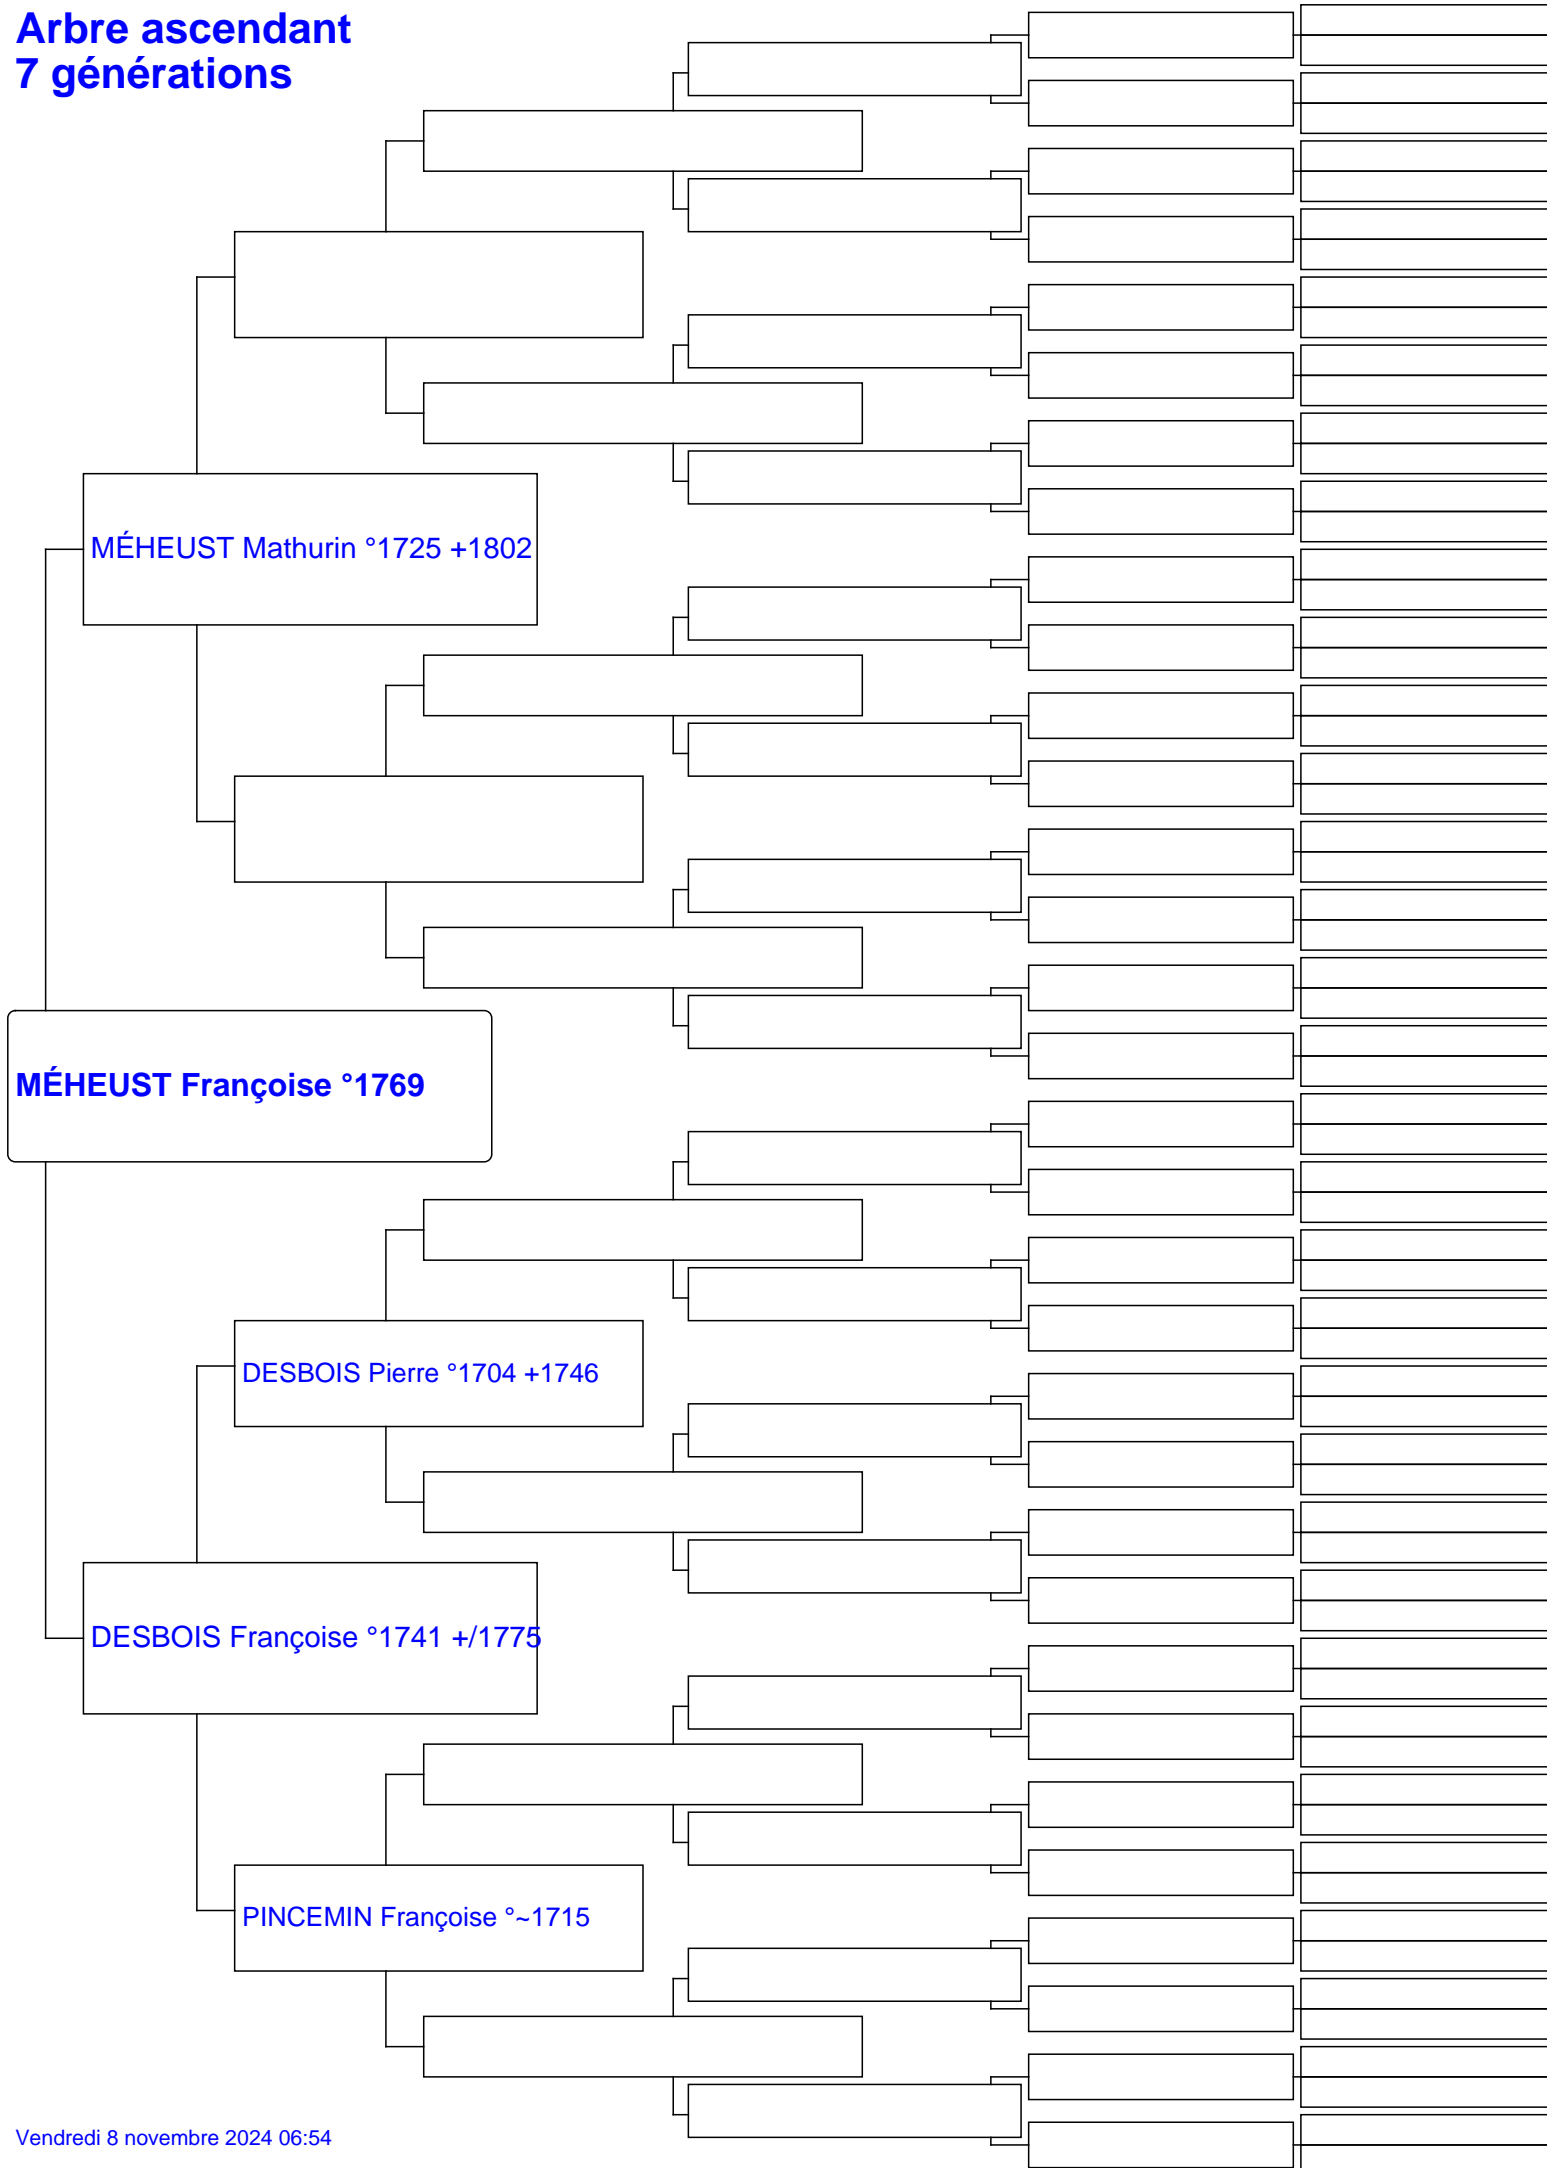 Arbre ascendant
7 générations
MÉHEUST Mathurin °1725 +1802
MÉHEUST Françoise °1769
DESBOIS Pierre °1704 +1746
DESBOIS Françoise °1741 +/1775
PINCEMIN Françoise °~1715
Vendredi 8 novembre 2024 06:54